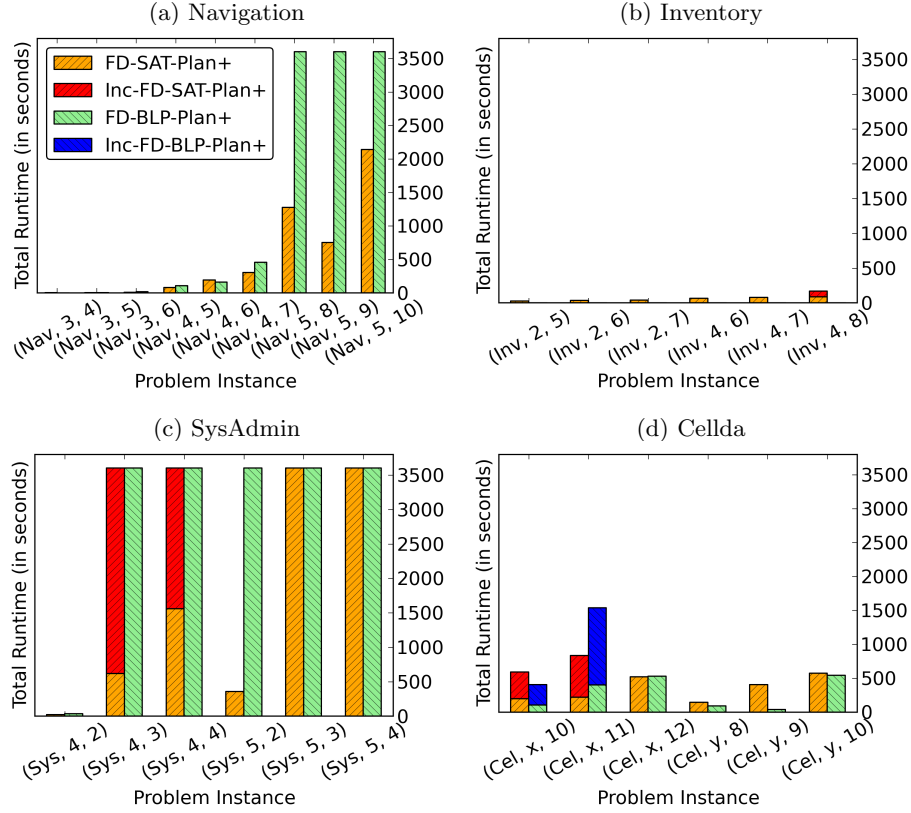 (a) Navigation
Total Runtime (in seconds)
FD-SAT-Plan+
Inc-FD-SAT-Plan+
FD-BLP-Plan+
Inc-FD-BLP-Plan+
3500
3000
2500
2000
1500
1000
500
0
(Nav, 3, 4)
(Nav, 3, 5)
(Nav, 3, 6)
(Nav, 4, 5)
(Nav, 4, 6)
(Nav, 4, 7)
(Nav, 5, 8)
(Nav, 5, 9)
(Nav, 5, 10)
Problem Instance
(b) Inventory
Total Runtime (in seconds)
3500
3000
2500
2000
1500
1000
500
0
(Inv, 2, 5)
(Inv, 2, 6)
(Inv, 2, 7)
(Inv, 4, 6)
(Inv, 4, 7)
(Inv, 4, 8)
Problem Instance
(c) SysAdmin
Total Runtime (in seconds)
3500
3000
2500
2000
1500
1000
500
0
(Sys, 4, 2)
(Sys, 4, 3)
(Sys, 4, 4)
(Sys, 5, 2)
(Sys, 5, 3)
(Sys, 5, 4)
Problem Instance
(d) Cellda
Total Runtime (in seconds)
3500
3000
2500
2000
1500
1000
500
0
(Cel, x, 10)
(Cel, x, 11)
(Cel, x, 12)
(Cel, y, 8)
(Cel, y, 9)
(Cel, y, 10)
Problem Instance